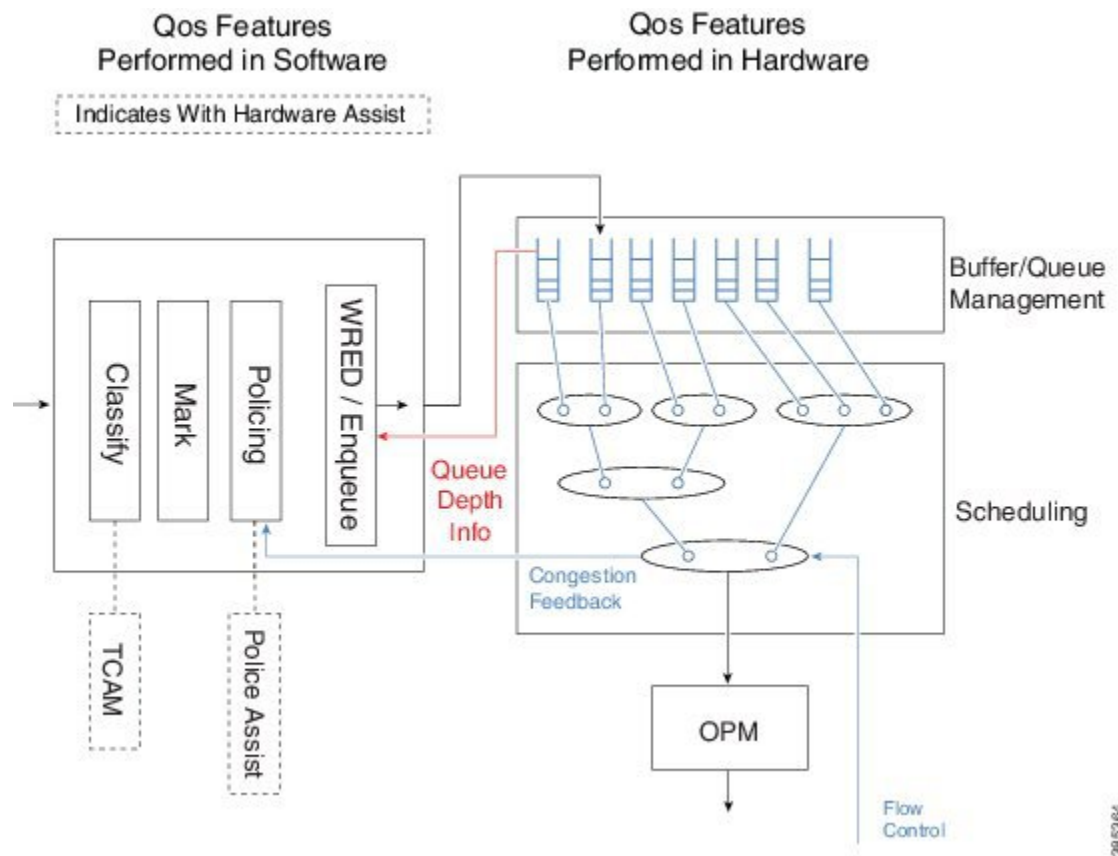 Qos Features
Performed in Software
Qos Features
Performed in Hardware
Indicates With Hardware Assist
Classify
Mark
Policing
WRED / Enqueue
TCAM
Police Assist
Queue
Depth
Info
Congestion
Feedback
Buffer/Queue
Management
Scheduling
OPM
Flow
Control